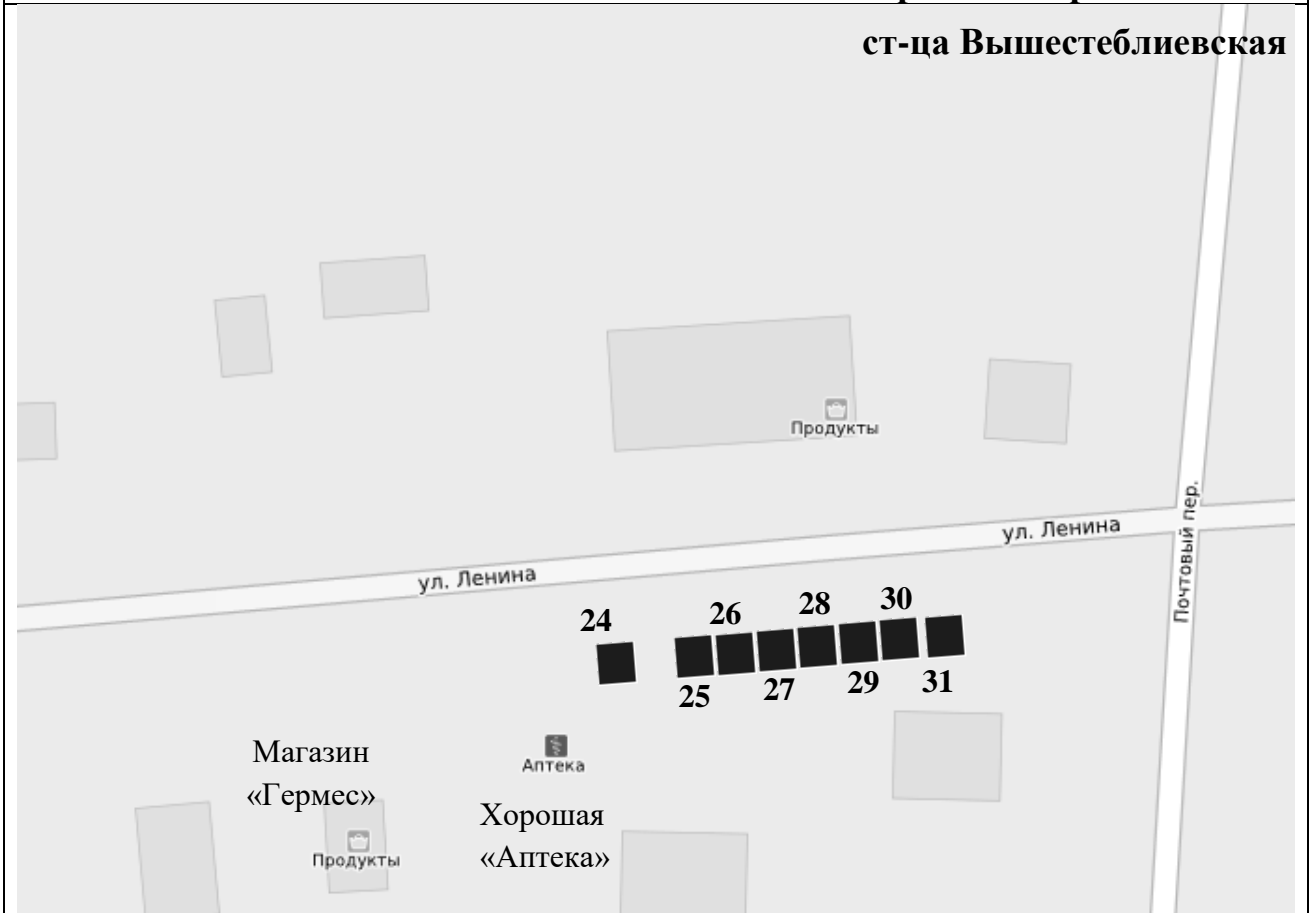 ст-ца Вышестеблиевская
Продукты
Почтовый пер.
ул. Ленина
ул. Ленина
24
26
28
30
25
27
29
31
Магазин
«Гермес»
Аптека
Хорошая
«Аптека»
Продукты